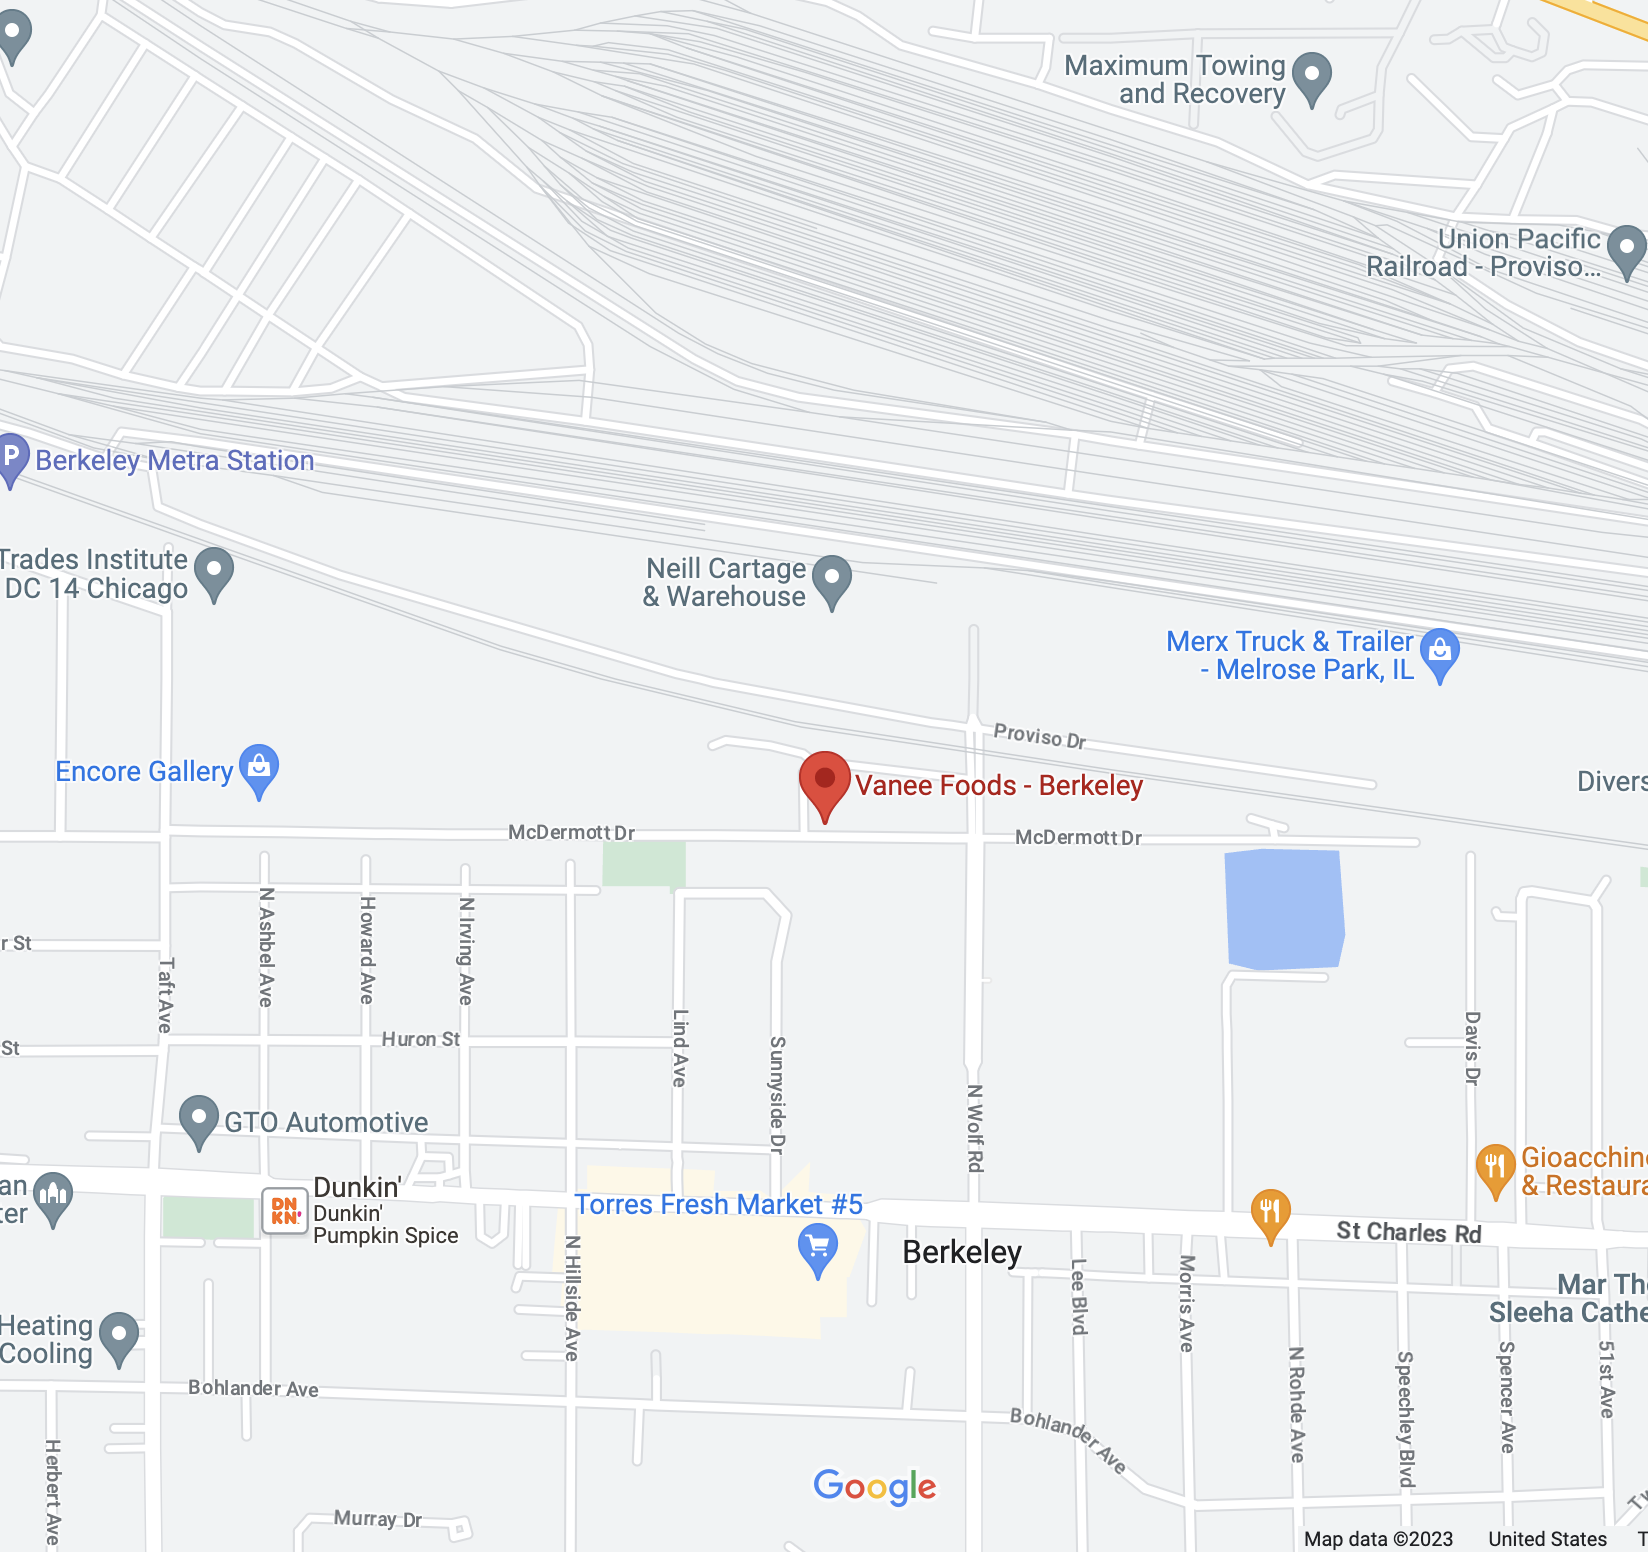 Maximum Towing
and Recovery
Union Pacific
Railroad - Proviso...
P
Berkeley Metra Station
Trades Institute
DC 14 Chicago
Neill Cartage
& Warehouse
Merx Truck & Trailer
- Melrose Park, IL
Proviso Dr
Encore Gallery
Vanee Foods - Berkeley
Divers
McDermott Dr
McDermott Dr
N Ashbel Ave
Howard Ave
N Irving Ave
r St
Taft Ave
Lind Ave
Sunnyside Dr
Davis Dr
Huron St
St
N Wolf Rd
GTO Automotive
Gioacchino
& Restaura
an
ter
DN
KN'
Dunkin'
Dunkin'
Pumpkin Spice
Torres Fresh Market #5
St Charles Rd
Berkeley
N Hillside Ave
Lee Blvd
Morris Ave
Mar Tho
Sleeha Cathe
Heating
Cooling
N Rohde Ave
Speechley Blvd
Spencer Ave
51st Ave
Bohlander Ave
Bohlander Ave
Herbert Ave
Google
Murray Dr
Map data ©2023
United States
T